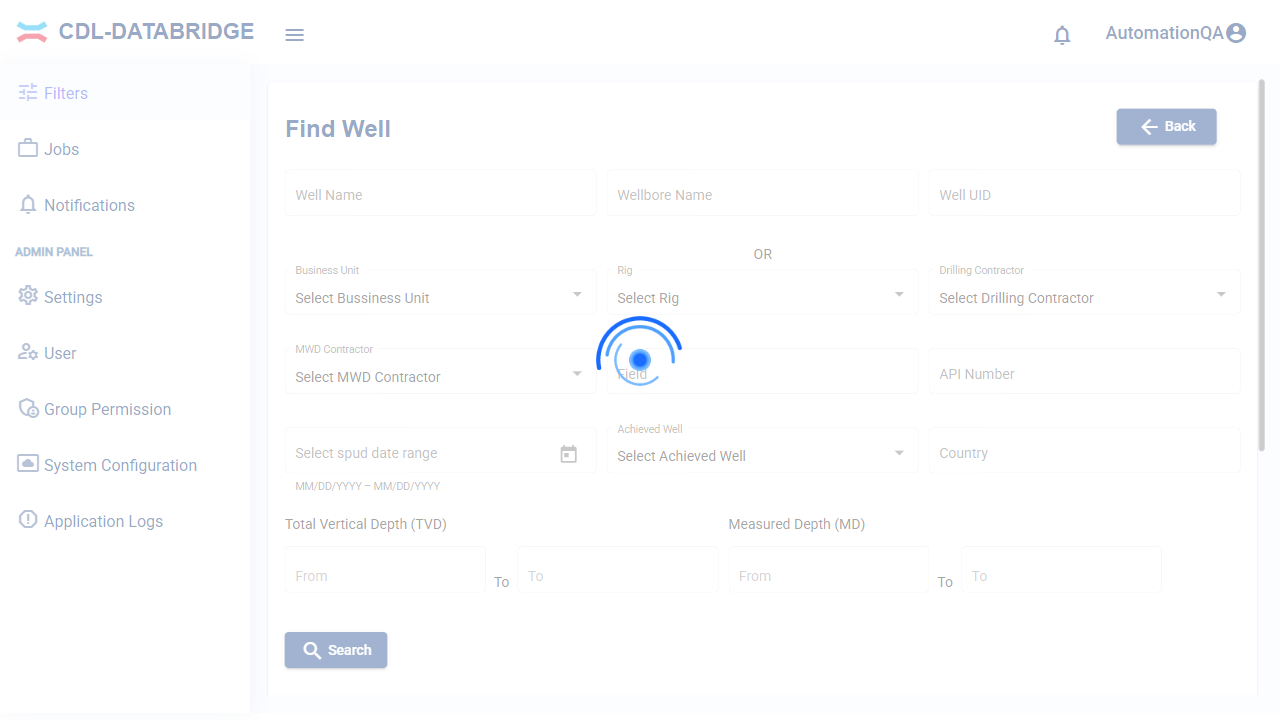 CDL-DATABRIDGE
AutomationQA
Filters
Jobs
Notifications
ADMIN PANEL
Settings
User
Group Permission
System Configuration
Application Logs
Find Well
Back
Well Name
Wellbore Name
Well UID
OR
Business Unit
Rig
Drilling Contractor
Select Bussiness Unit
Select Rig
Select Drilling Contractor
MWD Contractor
Select MWD Contractor
Field
API Number
Achieved Well
Select spud date range
Select Achieved Well
Country
MM/DD/YYYY – MM/DD/YYYY
Total Vertical Depth (TVD)
Measured Depth (MD)
From
To
To
From
To
To
Search